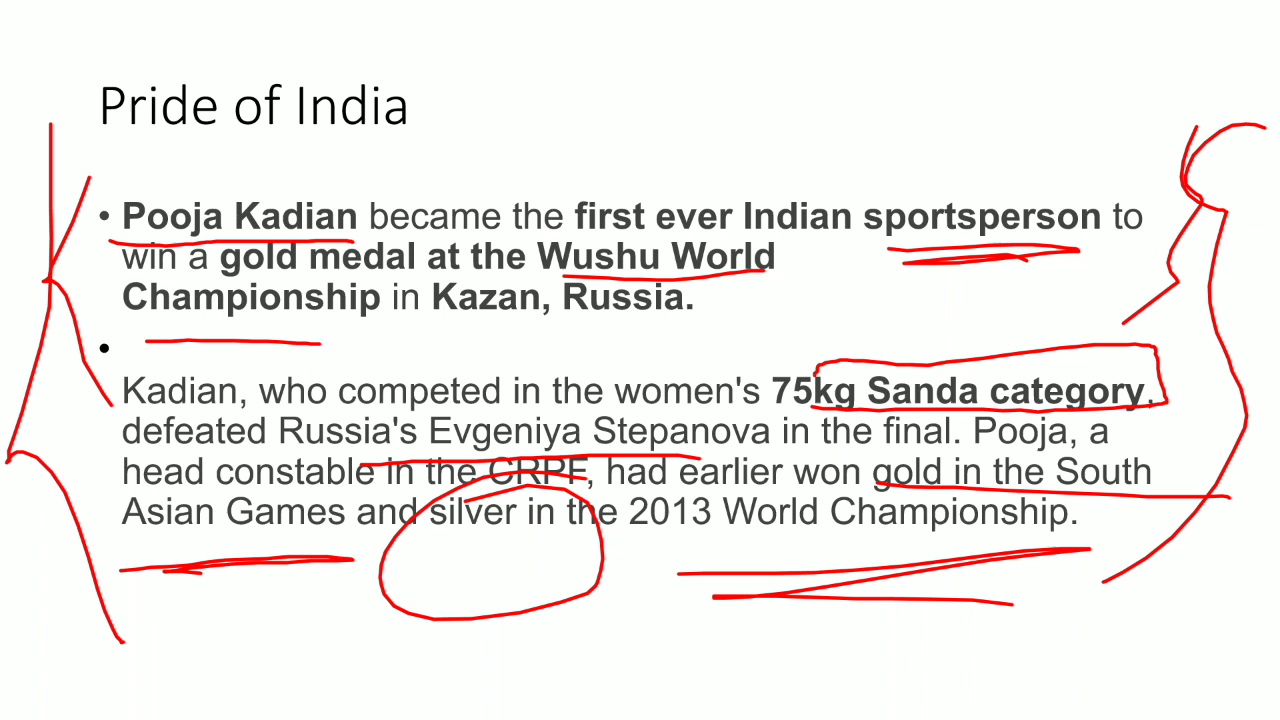 Pride of India
• Pooja Kadian became the first ever Indian sportsperson to
win a gold medal at the Wushu World
Championship in Kazan, Russia.
•
Kadian, who competed in the women's 75kg Sanda category,
defeated Russia's Evgeniya Stepanova in the final. Pooja, a
head constable in the CRPF, had earlier won gold in the South
Asian Games and silver in the 2013 World Championship.